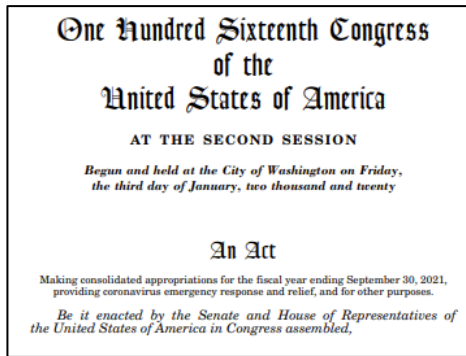 One Hundred Sixteenth Congress
of the
United States of America
AT THE SECOND SESSION
Begun and held at the City of Washington on Friday,
the third day of January, two thousand and twenty
An Act
Making consolidated appropriations for the fiscal year ending September 30, 2021,
providing coronavirus emergency response and relief, and for other purposes.
Be it enacted by the Senate and House of Representatives of
the United States of America in Congress assembled,